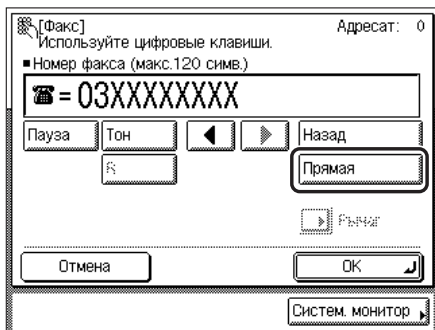 [Факс] Адресат: 0
Используйте цифровые клавиши.
■Номер факса (макс.120 симв.)
☎= 03XXXXXXXX
Пауза Тон ◀ ▶ Назад
R Прямая
Рычаг
Отмена OK
Систем. монитор